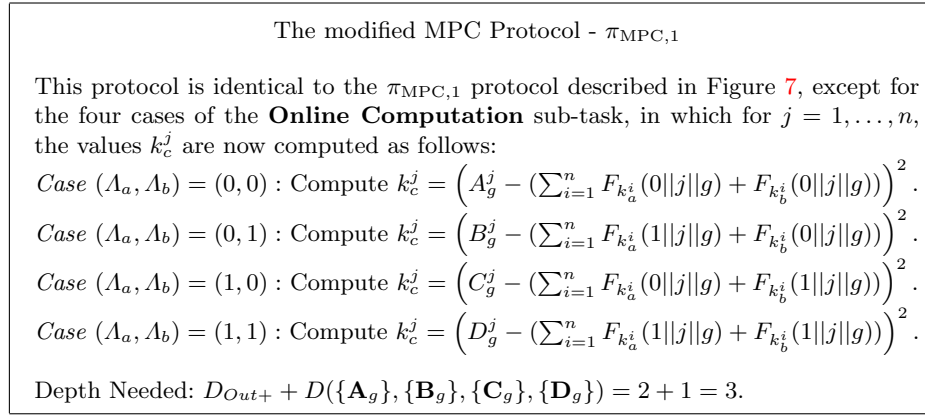 The modified MPC Protocol - π_{MPC,1}
This protocol is identical to the π_{MPC,1} protocol described in Figure 7, except for
the four cases of the Online Computation sub-task, in which for j = 1, . . . , n,
the values k_c^j are now computed as follows:
Case (Λ_a, Λ_b) = (0, 0) : Compute k_c^j = (A_g^j − (∑_{i=1}^n F_{k_a^i}(0||j||g) + F_{k_b^i}(0||j||g)))^2.
Case (Λ_a, Λ_b) = (0, 1) : Compute k_c^j = (B_g^j − (∑_{i=1}^n F_{k_a^i}(1||j||g) + F_{k_b^i}(0||j||g)))^2.
Case (Λ_a, Λ_b) = (1, 0) : Compute k_c^j = (C_g^j − (∑_{i=1}^n F_{k_a^i}(0||j||g) + F_{k_b^i}(1||j||g)))^2.
Case (Λ_a, Λ_b) = (1, 1) : Compute k_c^j = (D_g^j − (∑_{i=1}^n F_{k_a^i}(1||j||g) + F_{k_b^i}(1||j||g)))^2.
Depth Needed: D_{Out+} + D({A_g}, {B_g}, {C_g}, {D_g}) = 2 + 1 = 3.